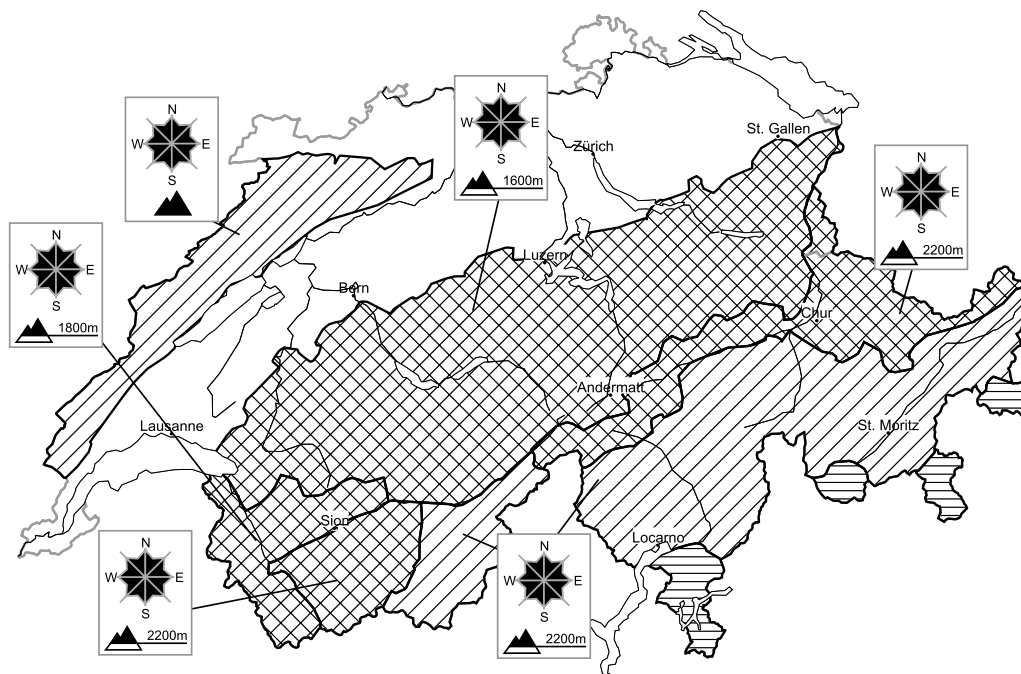 N
W E
S
N
W E
S
1600m
St. Gallen
Zürich
N
W E
S
2200m
N
W E
S
1800m
Luzern
Bern
Chur
Andermatt
Lausanne
St. Moritz
Sion
Locarno
N
W E
S
2200m
N
W E
S
2200m